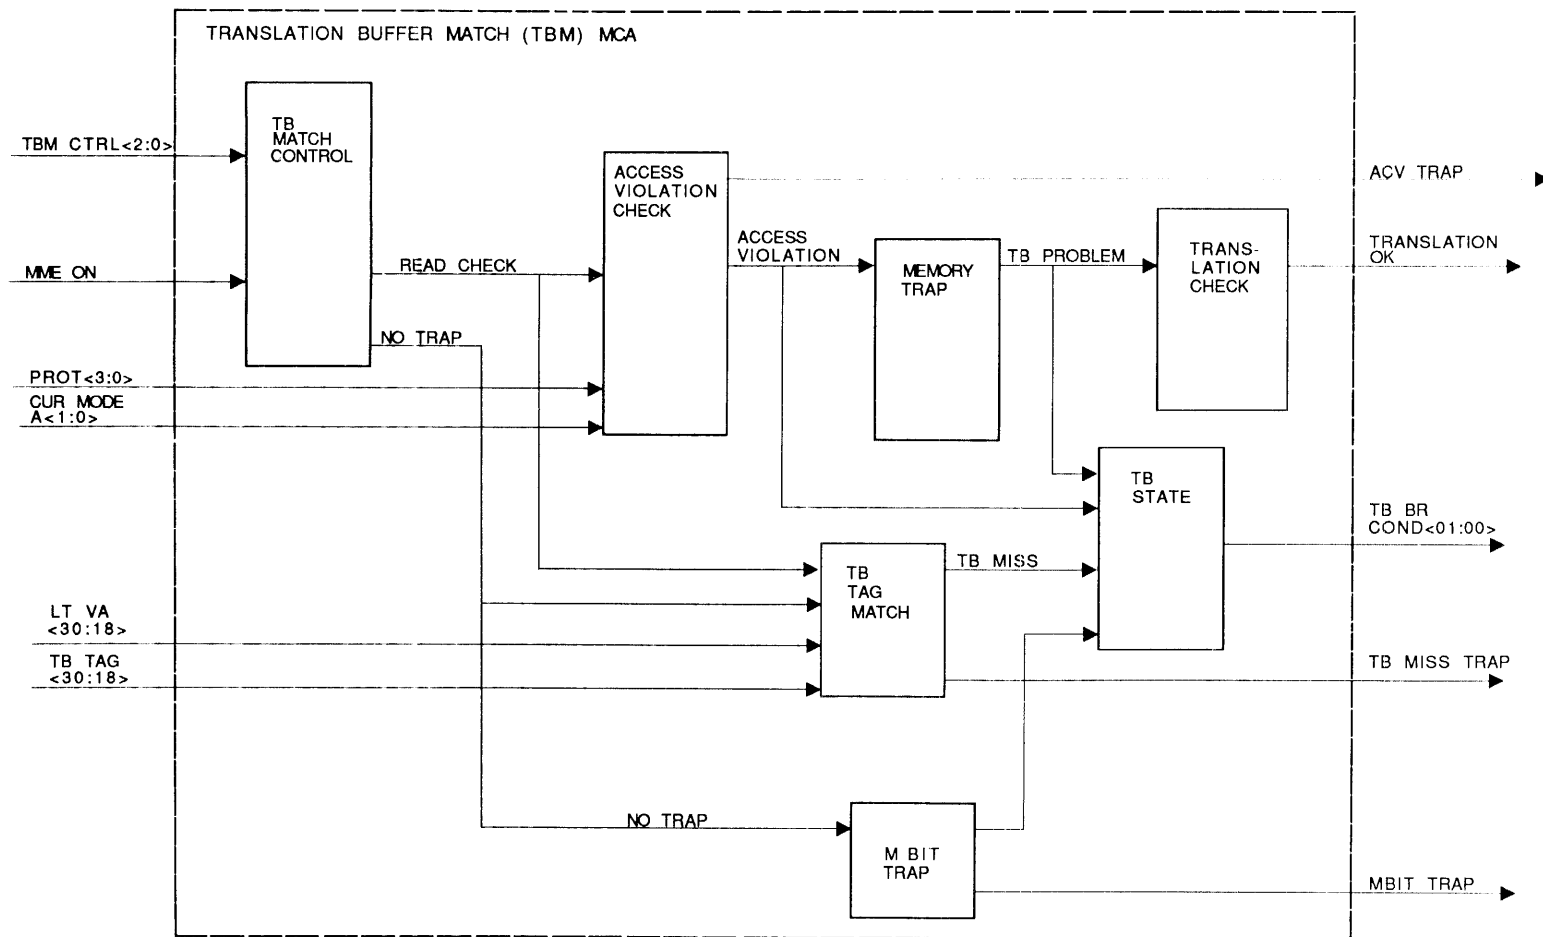 TRANSLATION BUFFER MATCH (TBM) MCA
TB
MATCH
CONTROL
TBM CTRL<2:0>
MME ON
READ CHECK
NO TRAP
PROT<3:0>
CUR MODE
A<1:0>
ACCESS
VIOLATION
CHECK
ACV TRAP
ACCESS
VIOLATION
MEMORY
TRAP
TB PROBLEM
TRANS-
LATION
CHECK
TRANSLATION
OK
TB
STATE
TB BR
COND<01:00>
TB
TAG
MATCH
TB MISS
LT VA
<30:18>
TB TAG
<30:18>
TB MISS TRAP
NO TRAP
M BIT
TRAP
MBIT TRAP